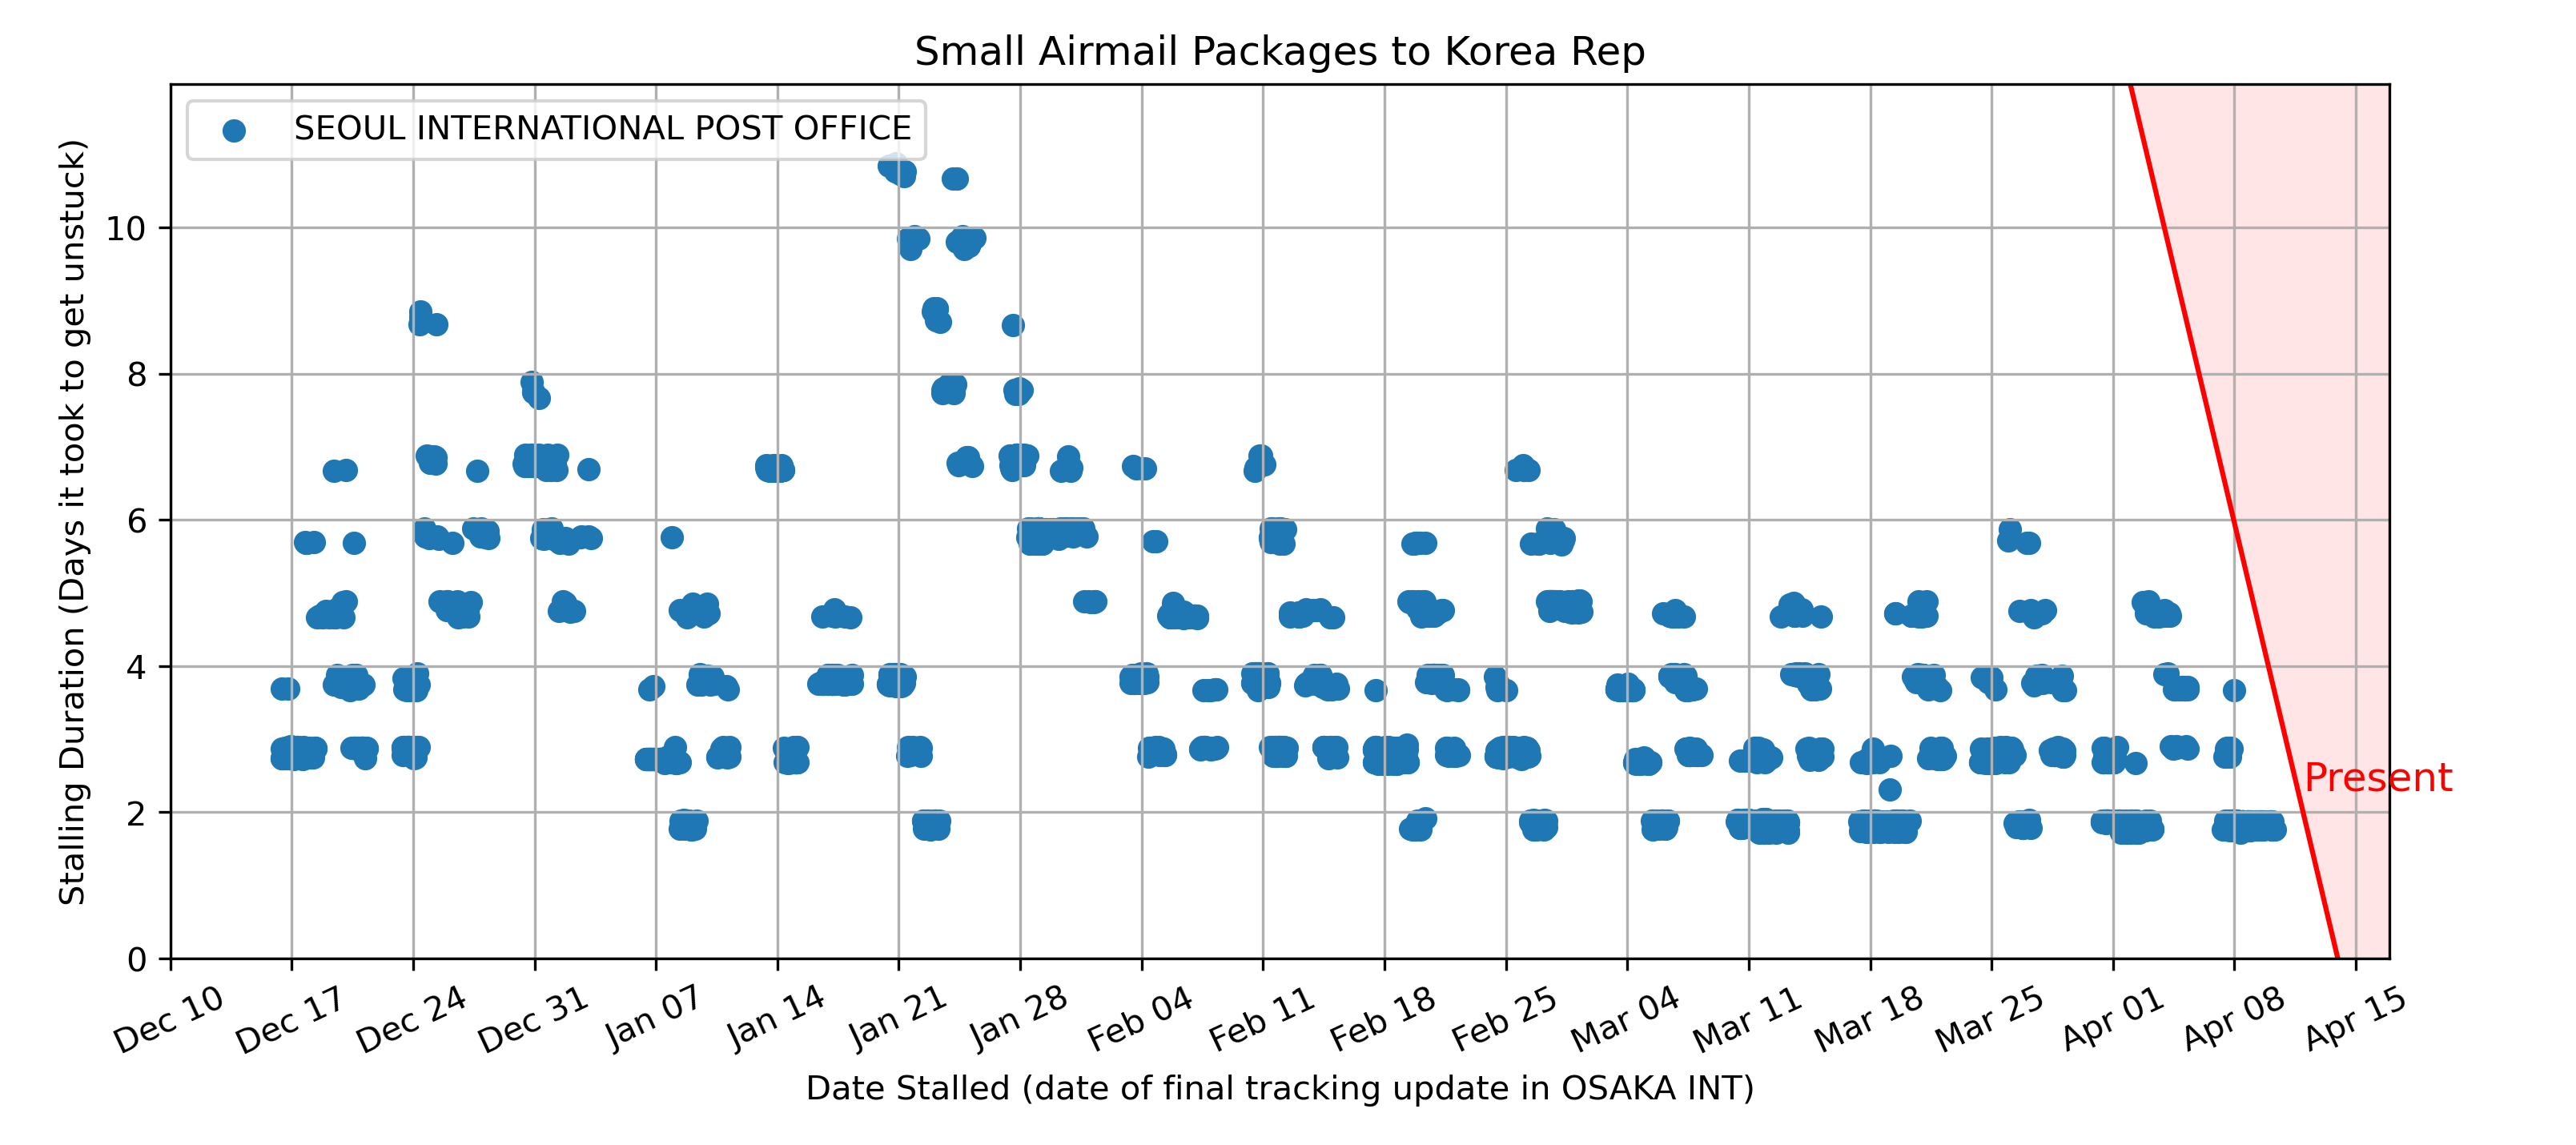 Small Airmail Packages to Korea Rep
SEOUL INTERNATIONAL POST OFFICE
Stalling Duration (Days it took to get unstuck)
10
8
6
4
2
0
Present
Dec 10
Dec 17
Dec 24
Dec 31
Jan 07
Jan 14
Jan 21
Jan 28
Feb 04
Feb 11
Feb 18
Feb 25
Mar 04
Mar 11
Mar 18
Mar 25
Apr 01
Apr 08
Apr 15
Date Stalled (date of final tracking update in OSAKA INT)